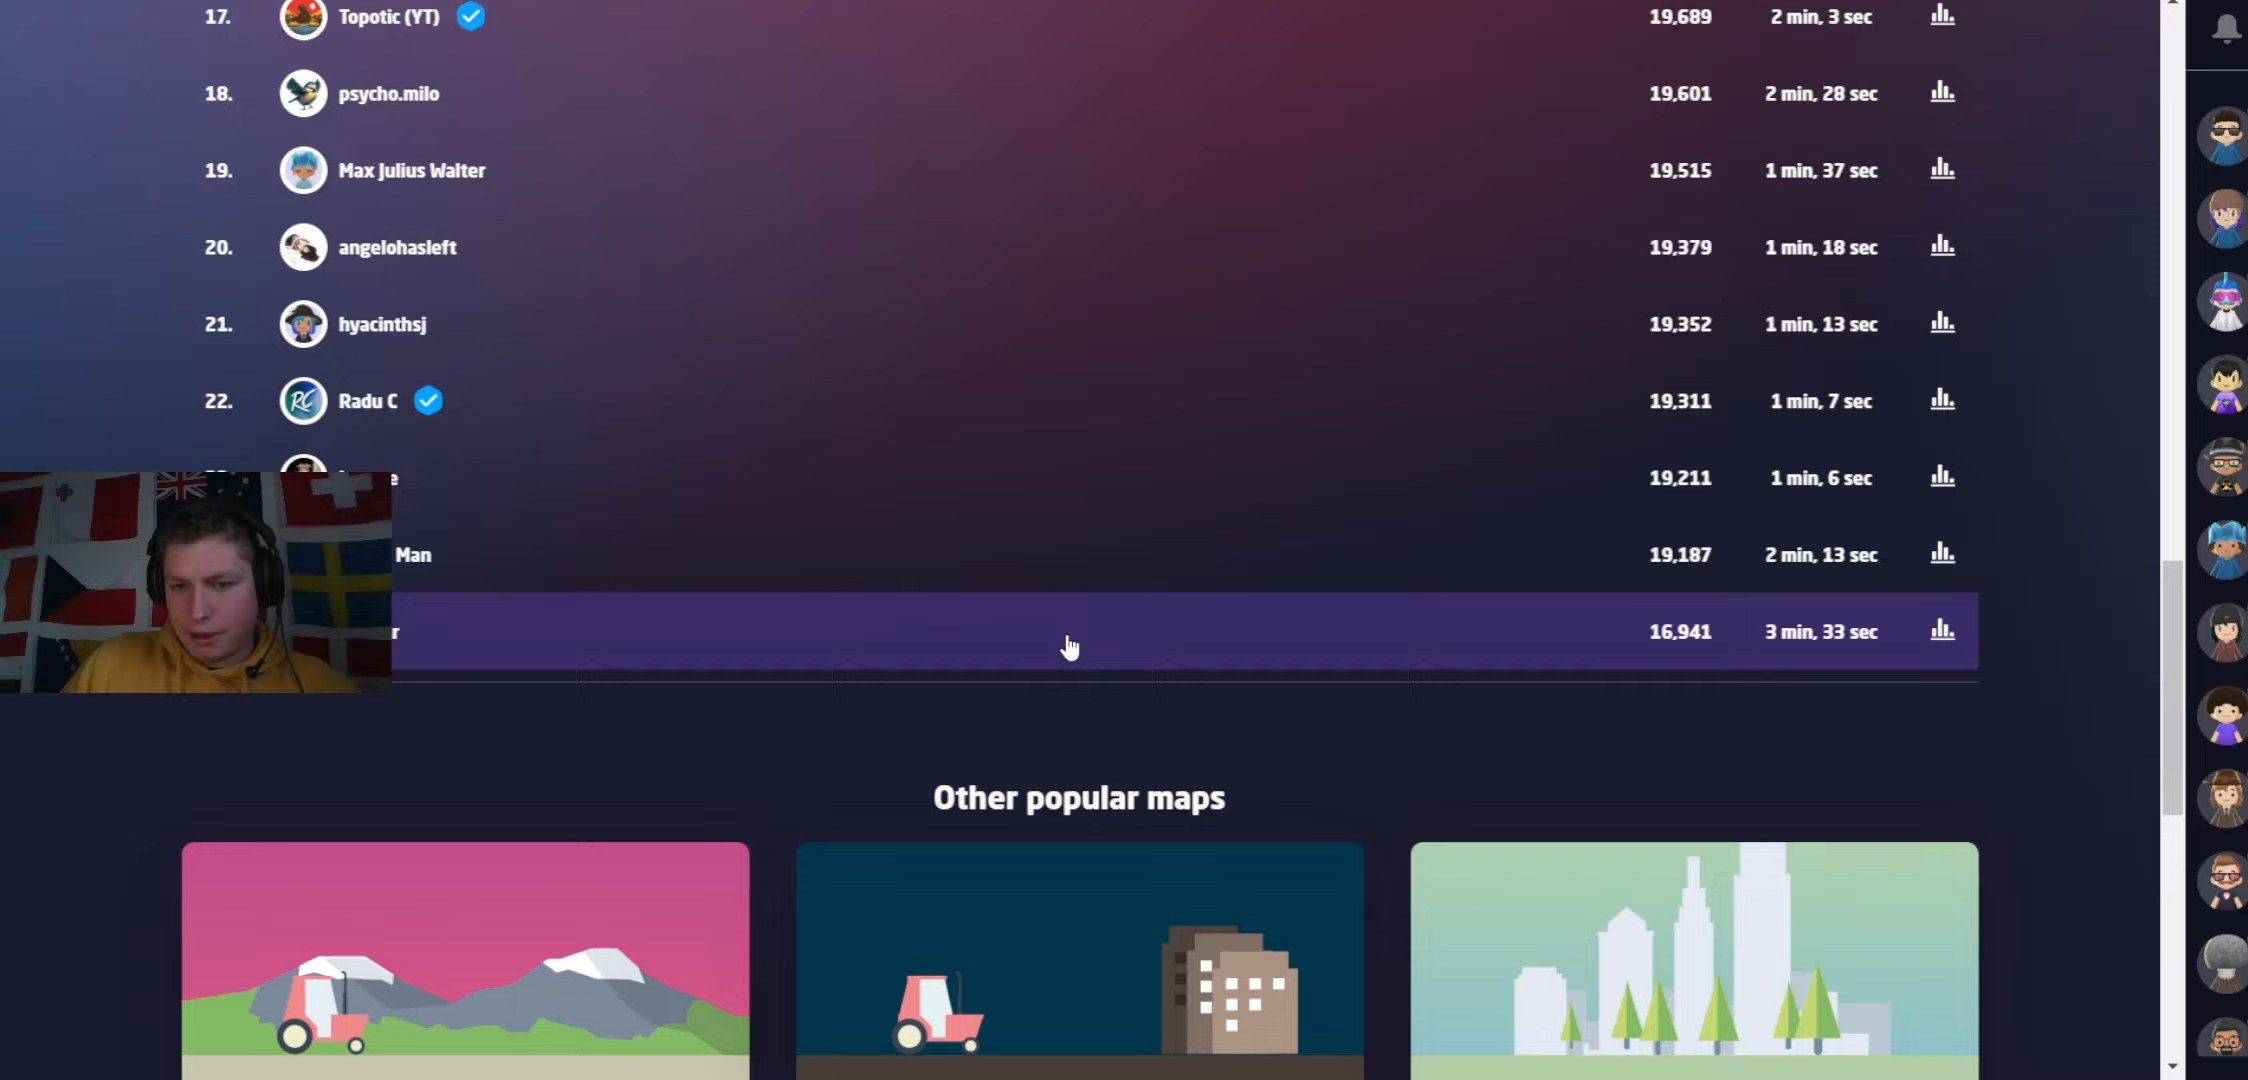 17. Topotic (YT) 19,689 2 min, 3 sec
18. psycho.milo 19,601 2 min, 28 sec
19. Max Julius Walter 19,515 1 min, 37 sec
20. angelohasleft 19,379 1 min, 18 sec
21. hyacinthsj 19,352 1 min, 13 sec
22. RC Radu C 19,311 1 min, 7 sec
e 19,211 1 min, 6 sec
Man 19,187 2 min, 13 sec
r 16,941 3 min, 33 sec
Other popular maps